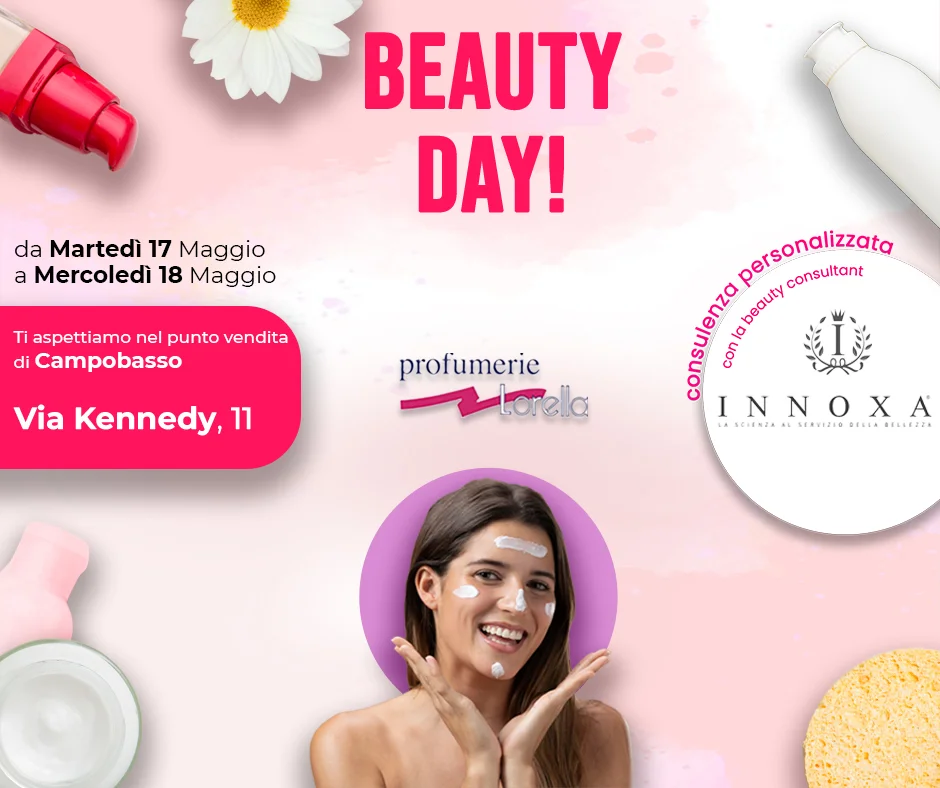 BEAUTY
DAY!
da Martedì 17 Maggio
a Mercoledì 18 Maggio
Ti aspettiamo nel punto vendita
di Campobasso
Via Kennedy, 11
profumerie
Lorella
consulenza personalizzata
con la beauty consultant
I
INNOXA®
LA SCIENZA AL SERVIZIO DELLA BELLEZZA